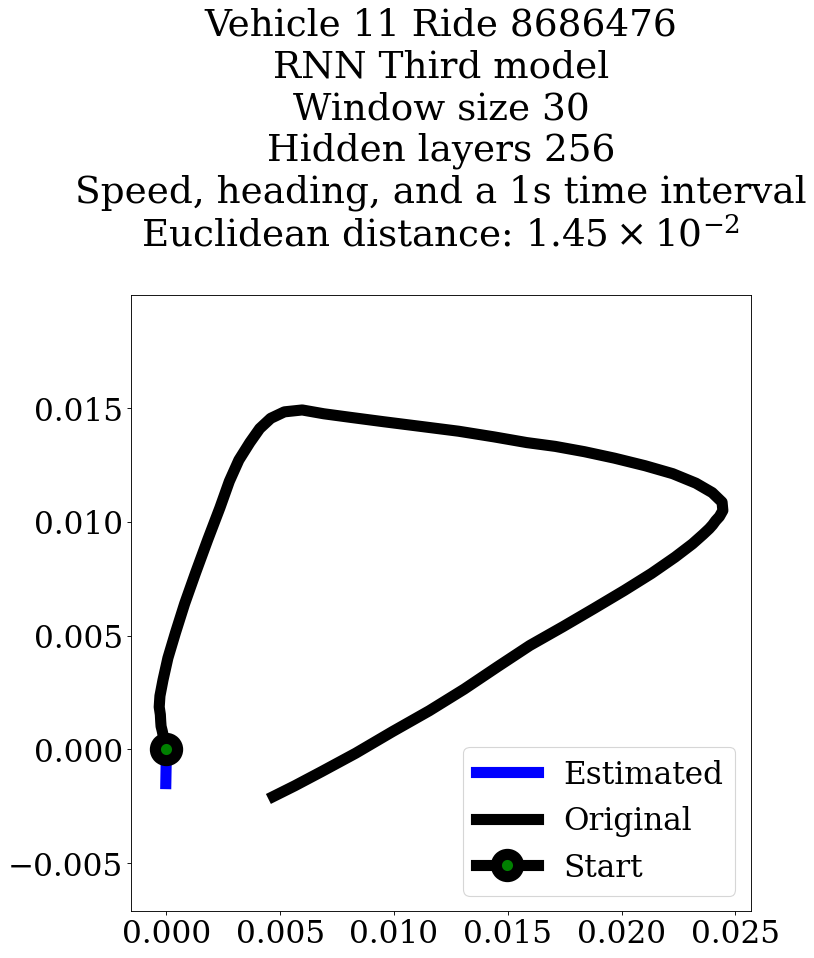 Vehicle 11 Ride 8686476
RNN Third model
Window size 30
Hidden layers 256
Speed, heading, and a 1s time interval
Euclidean distance: 1.45 × 10⁻²
0.015
0.010
0.005
0.000
−0.005
Estimated
Original
Start
0.000 0.005 0.010 0.015 0.020 0.025